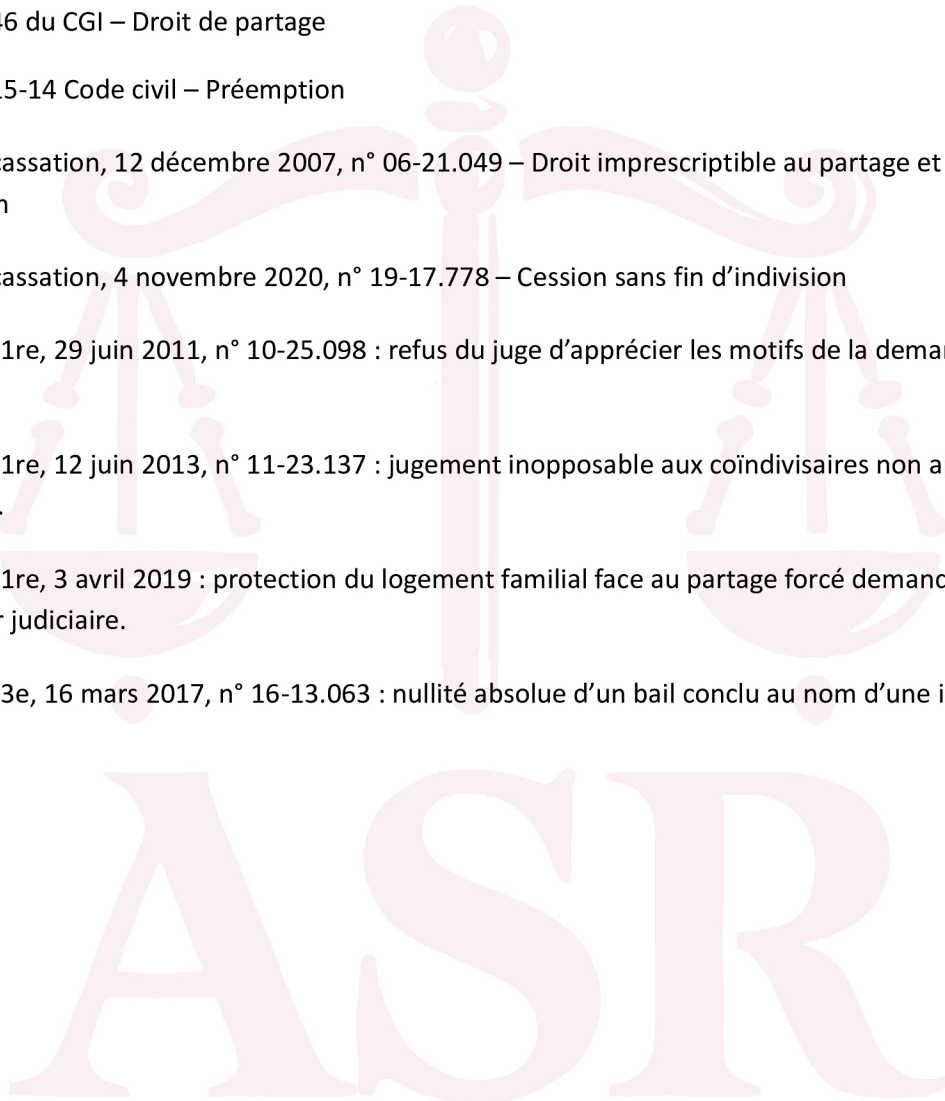 46 du CGI – Droit de partage
15-14 Code civil – Préemption
cassation, 12 décembre 2007, n° 06-21.049 – Droit imprescriptible au partage et
n
cassation, 4 novembre 2020, n° 19-17.778 – Cession sans fin d’indivision
1re, 29 juin 2011, n° 10-25.098 : refus du juge d’apprécier les motifs de la deman
1re, 12 juin 2013, n° 11-23.137 : jugement inopposable aux coïndivisaires non a
.
1re, 3 avril 2019 : protection du logement familial face au partage forcé demand
r judiciaire.
3e, 16 mars 2017, n° 16-13.063 : nullité absolue d’un bail conclu au nom d’une i
ASR